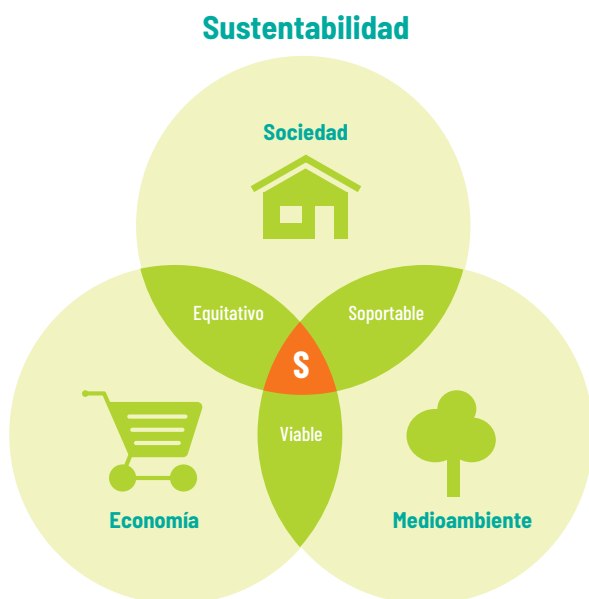 Sustentabilidad
Sociedad
Equitativo
Soportable
S
Viable
Economía
Medioambiente